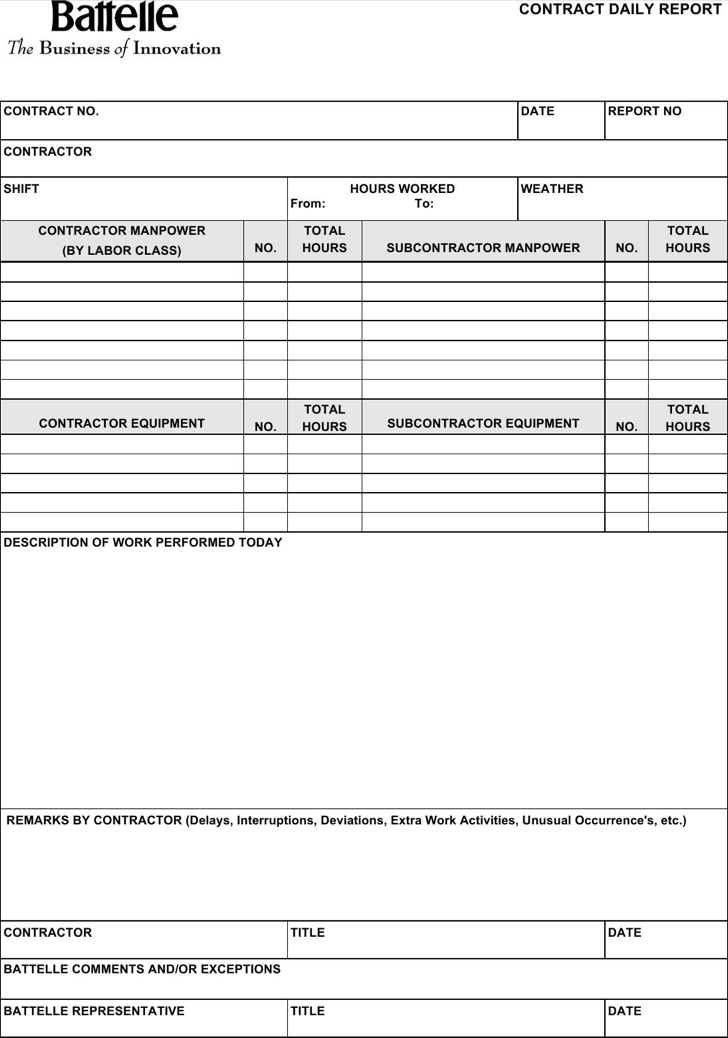 Battelle
The Business of Innovation
CONTRACT DAILY REPORT
CONTRACT NO. DATE REPORT NO
CONTRACTOR
SHIFT HOURS WORKED WEATHER
From: To:
CONTRACTOR MANPOWER
(BY LABOR CLASS) NO. TOTAL HOURS SUBCONTRACTOR MANPOWER NO. TOTAL HOURS
CONTRACTOR EQUIPMENT NO. TOTAL HOURS SUBCONTRACTOR EQUIPMENT NO. TOTAL HOURS
DESCRIPTION OF WORK PERFORMED TODAY
REMARKS BY CONTRACTOR (Delays, Interruptions, Deviations, Extra Work Activities, Unusual Occurrence's, etc.)
CONTRACTOR TITLE DATE
BATTELLE COMMENTS AND/OR EXCEPTIONS
BATTELLE REPRESENTATIVE TITLE DATE